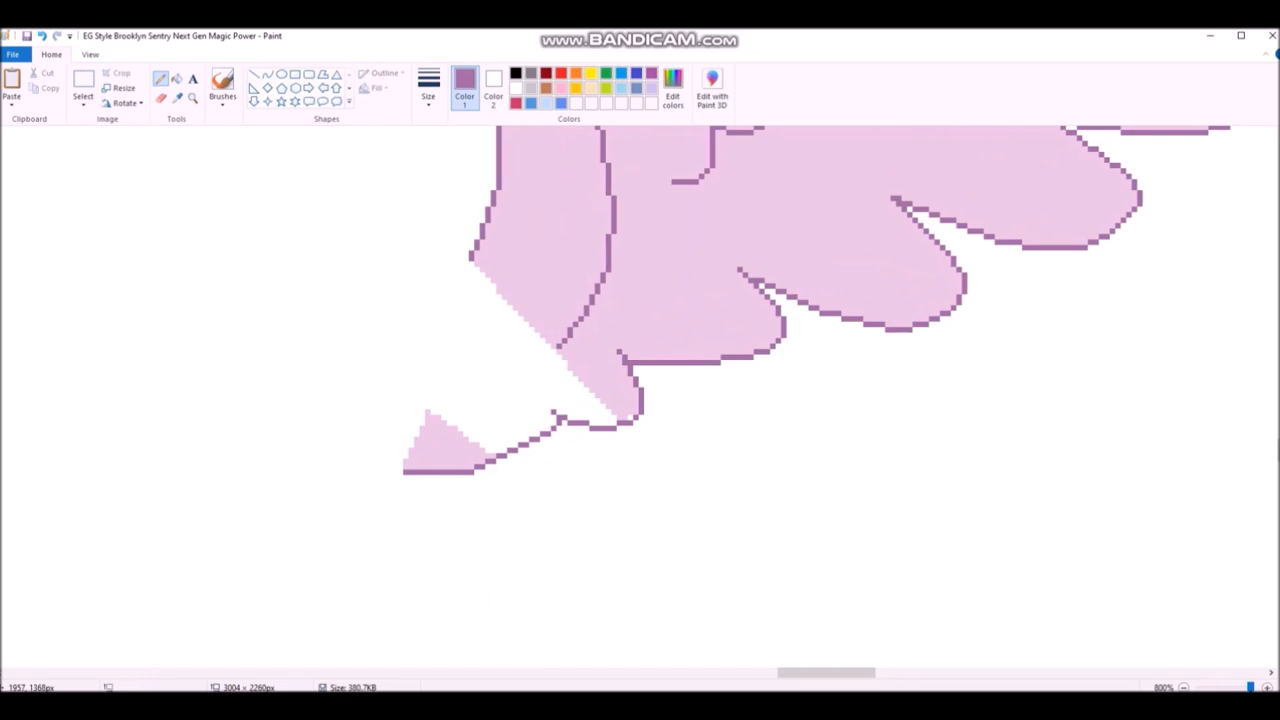 EG Style Brooklyn Sentry Next Gen Magic Power - Paint
www.BANDICAM.com
File Home View
Paste
Cut
Copy
Clipboard
Select
Crop
Resize
Rotate
Image
A
Tools
Brushes
Outline
Fill
Shapes
Size
Color 1
Color 2
Edit colors
Edit with Paint 3D
Colors
1957, 1368px
3004 × 2260px
Size: 380.7KB
800%